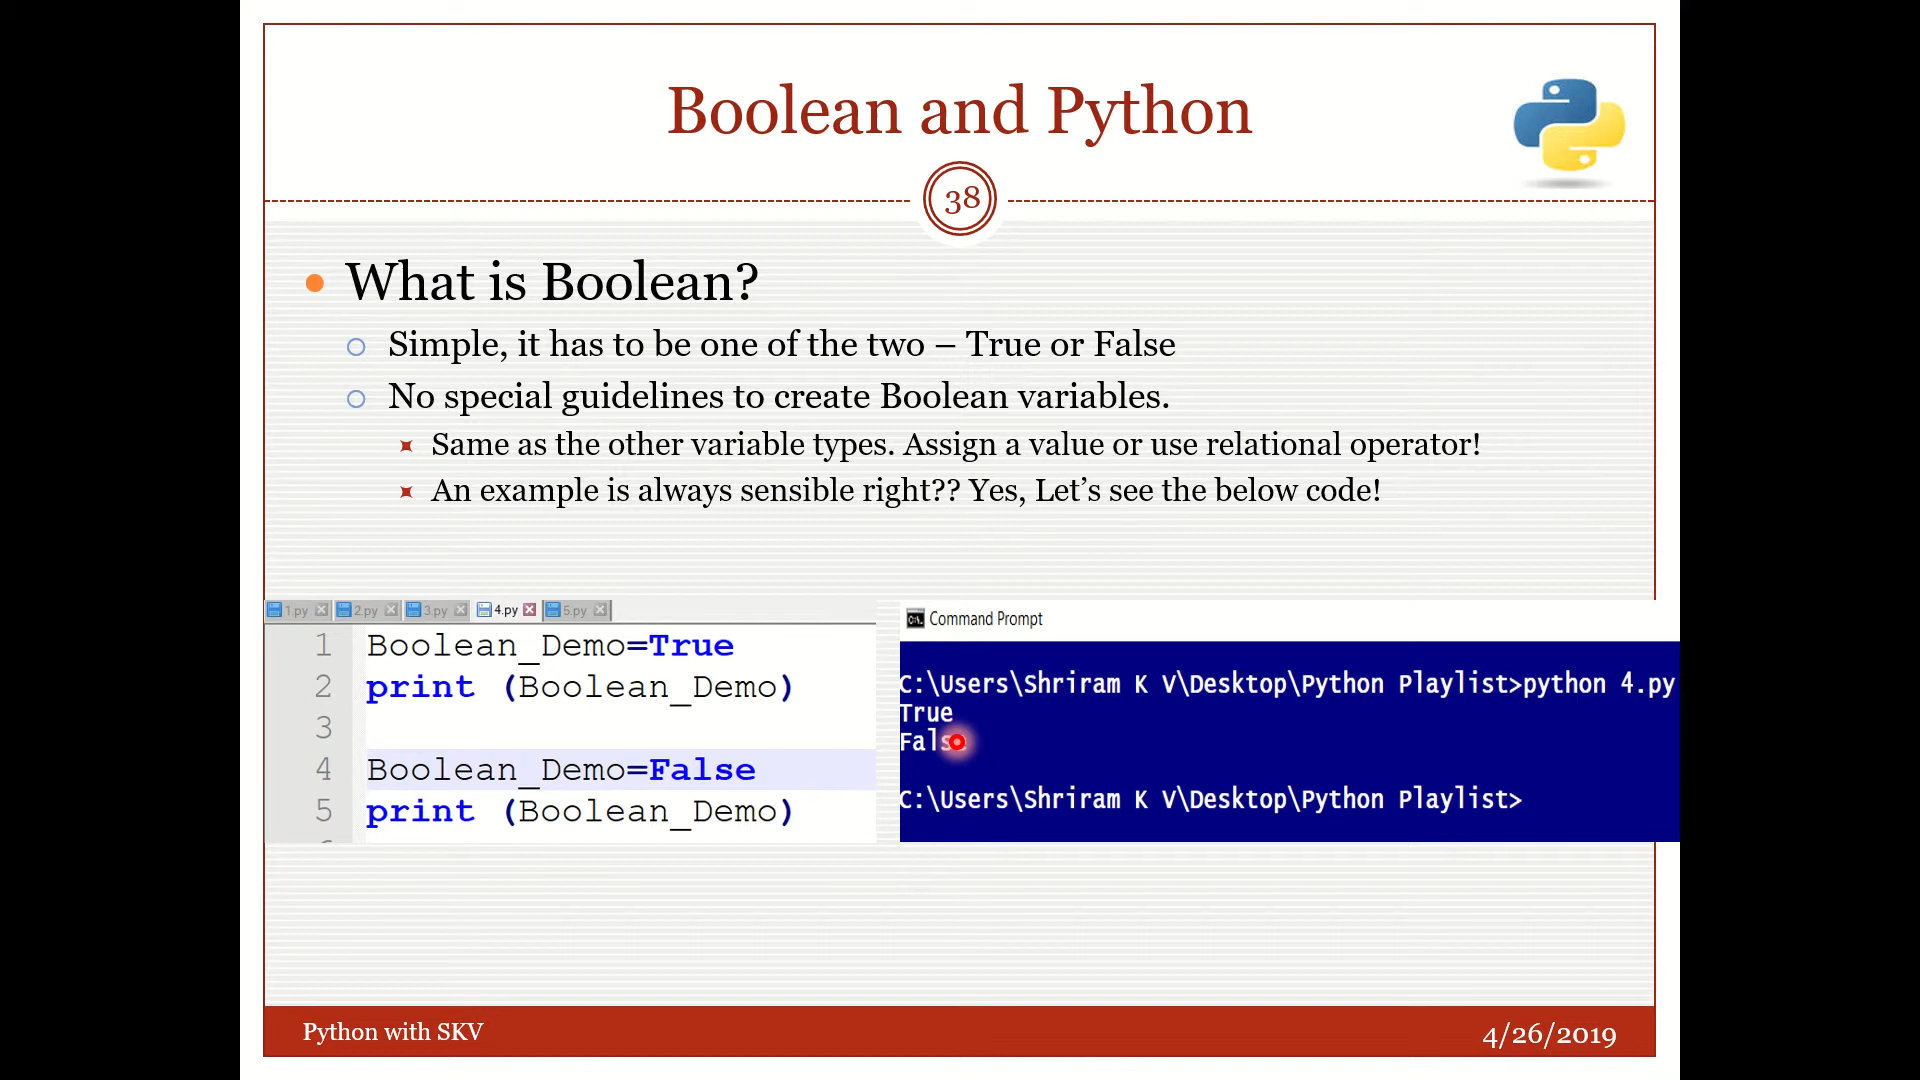 Boolean and Python
38
What is Boolean?
Simple, it has to be one of the two – True or False
No special guidelines to create Boolean variables.
Same as the other variable types. Assign a value or use relational operator!
An example is always sensible right?? Yes, Let's see the below code!
1.py 2.py 3.py 4.py 5.py
1 Boolean_Demo=True
2 print (Boolean_Demo)
3
4 Boolean_Demo=False
5 print (Boolean_Demo)
Command Prompt
C:\Users\Shriram K V\Desktop\Python Playlist>python 4.py
True
False
C:\Users\Shriram K V\Desktop\Python Playlist>
Python with SKV
4/26/2019